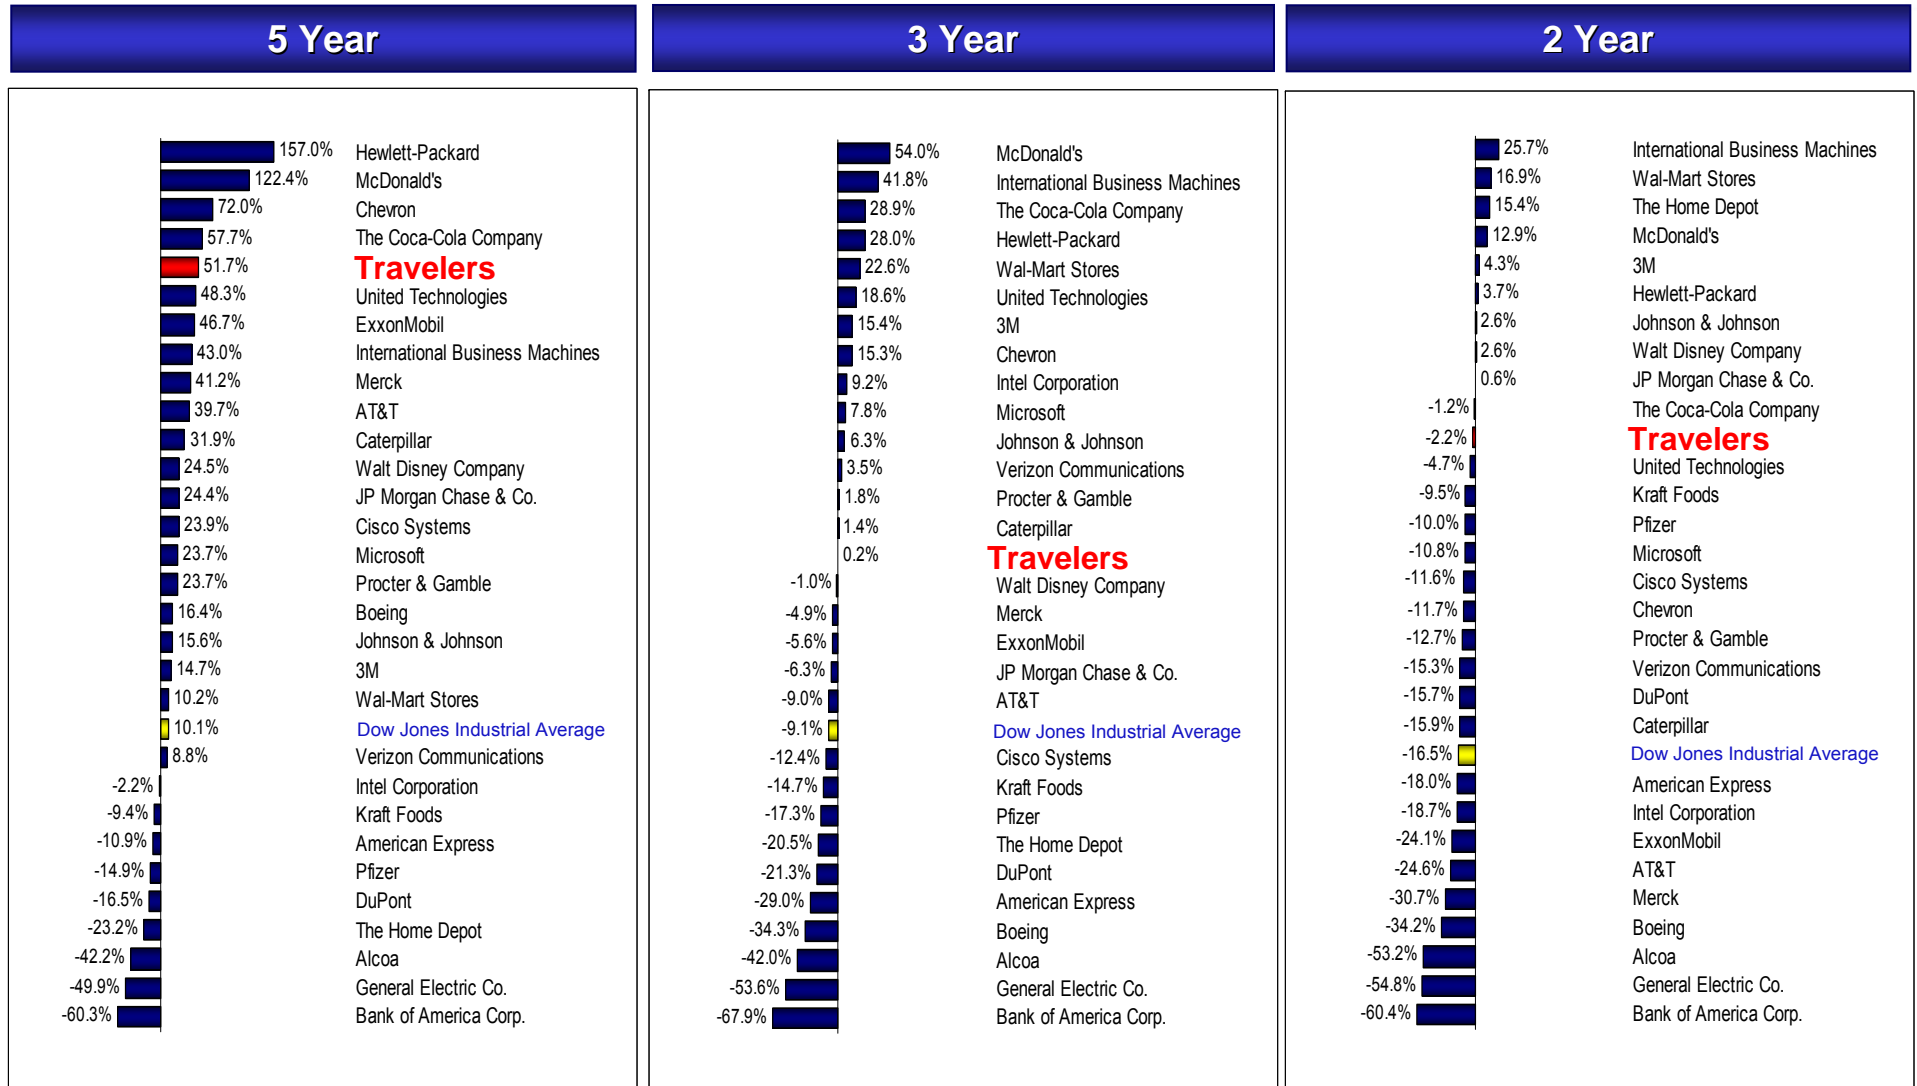 5 Year
157.0% Hewlett-Packard
122.4% McDonald's
72.0% Chevron
57.7% The Coca-Cola Company
51.7% Travelers
48.3% United Technologies
46.7% ExxonMobil
43.0% International Business Machines
41.2% Merck
39.7% AT&T
31.9% Caterpillar
24.5% Walt Disney Company
24.4% JP Morgan Chase & Co.
23.9% Cisco Systems
23.7% Microsoft
23.7% Procter & Gamble
16.4% Boeing
15.6% Johnson & Johnson
14.7% 3M
10.2% Wal-Mart Stores
10.1% Dow Jones Industrial Average
8.8% Verizon Communications
-2.2% Intel Corporation
-9.4% Kraft Foods
-10.9% American Express
-14.9% Pfizer
-16.5% DuPont
-23.2% The Home Depot
-42.2% Alcoa
-49.9% General Electric Co.
-60.3% Bank of America Corp.
3 Year
54.0% McDonald's
41.8% International Business Machines
28.9% The Coca-Cola Company
28.0% Hewlett-Packard
22.6% Wal-Mart Stores
18.6% United Technologies
15.4% 3M
15.3% Chevron
9.2% Intel Corporation
7.8% Microsoft
6.3% Johnson & Johnson
3.5% Verizon Communications
1.8% Procter & Gamble
1.4% Caterpillar
0.2% Travelers
-1.0% Walt Disney Company
-4.9% Merck
-5.6% ExxonMobil
-6.3% JP Morgan Chase & Co.
-9.0% AT&T
-9.1% Dow Jones Industrial Average
-12.4% Cisco Systems
-14.7% Kraft Foods
-17.3% Pfizer
-20.5% The Home Depot
-21.3% DuPont
-29.0% American Express
-34.3% Boeing
-42.0% Alcoa
-53.6% General Electric Co.
-67.9% Bank of America Corp.
2 Year
25.7% International Business Machines
16.9% Wal-Mart Stores
15.4% The Home Depot
12.9% McDonald's
4.3% 3M
3.7% Hewlett-Packard
2.6% Johnson & Johnson
2.6% Walt Disney Company
0.6% JP Morgan Chase & Co.
-1.2% The Coca-Cola Company
-2.2% Travelers
-4.7% United Technologies
-9.5% Kraft Foods
-10.0% Pfizer
-10.8% Microsoft
-11.6% Cisco Systems
-11.7% Chevron
-12.7% Procter & Gamble
-15.3% Verizon Communications
-15.7% DuPont
-15.9% Caterpillar
-16.5% Dow Jones Industrial Average
-18.0% American Express
-18.7% Intel Corporation
-24.1% ExxonMobil
-24.6% AT&T
-30.7% Merck
-34.2% Boeing
-53.2% Alcoa
-54.8% General Electric Co.
-60.4% Bank of America Corp.